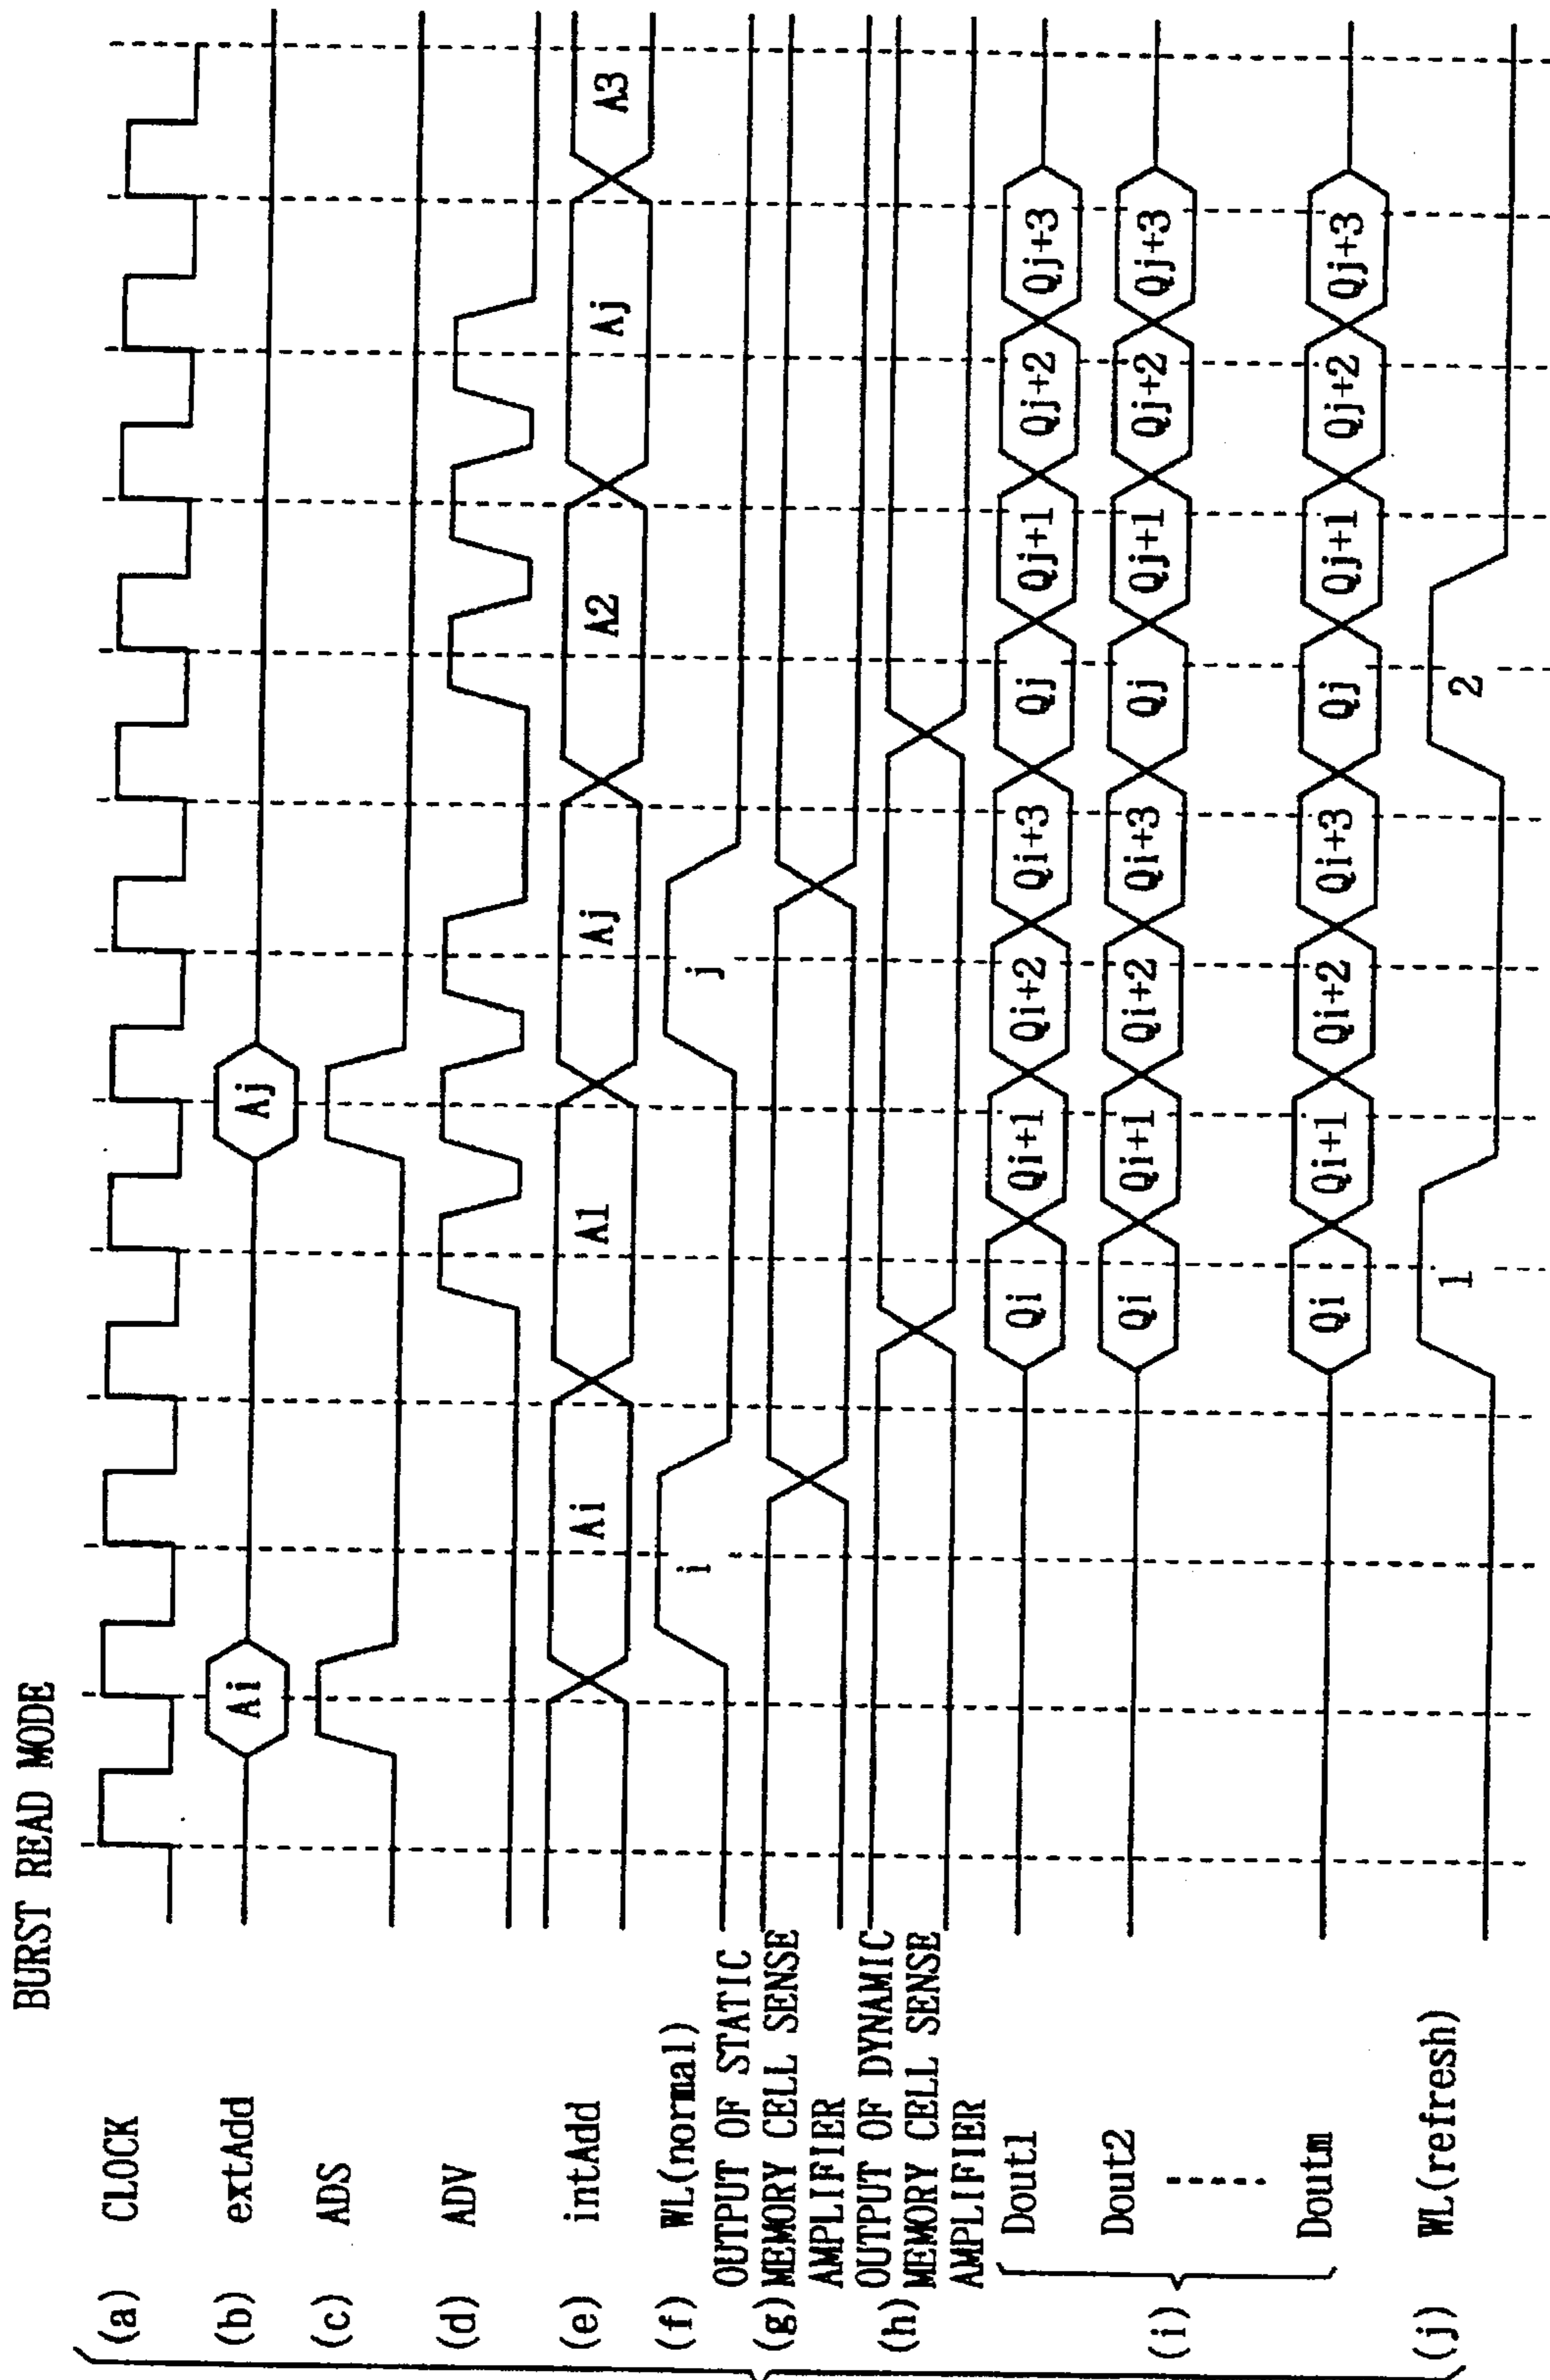 BURST READ MODE
(a) CLOCK
(b) extAdd Ai Aj
(c) ADS
(d) ADV
(e) intAdd Ai A1 Aj A2 Aj A3
(f) WL(normal) i j
(g) OUTPUT OF STATIC
MEMORY CELL SENSE
AMPLIFIER
(h) OUTPUT OF DYNAMIC
MEMORY CELL SENSE
AMPLIFIER
(i) Dout1 Qi Qi+1 Qi+2 Qi+3 Qj Qj+1 Qj+2 Qj+3
Dout2 Qi Qi+1 Qi+2 Qi+3 Qj Qj+1 Qj+2 Qj+3
Doutm Qi Qi+1 Qi+2 Qi+3 Qj Qj+1 Qj+2 Qj+3
(j) WL(refresh) 1 2